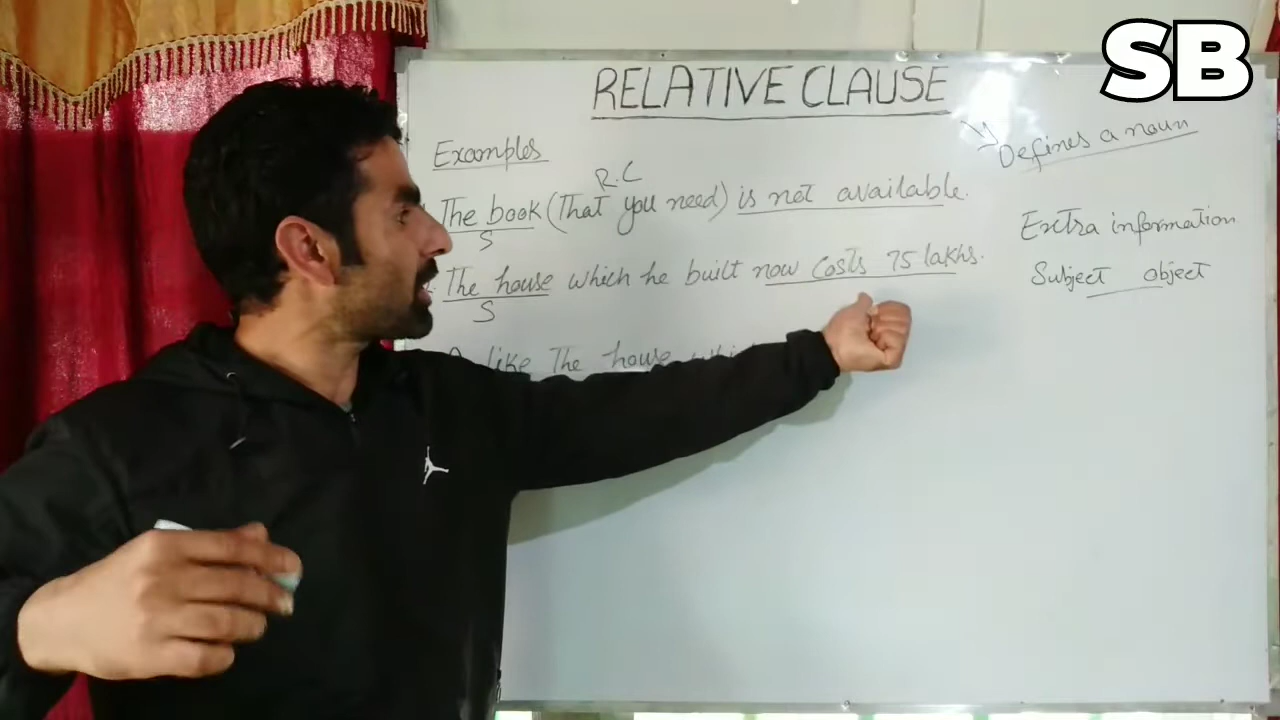 SB
RELATIVE CLAUSE
Defines a noun
Examples
R.C
The book (That you need) is not available.
S
Extra information
The house which he built now costs 75 lakhs.
S
Subject object
like The house